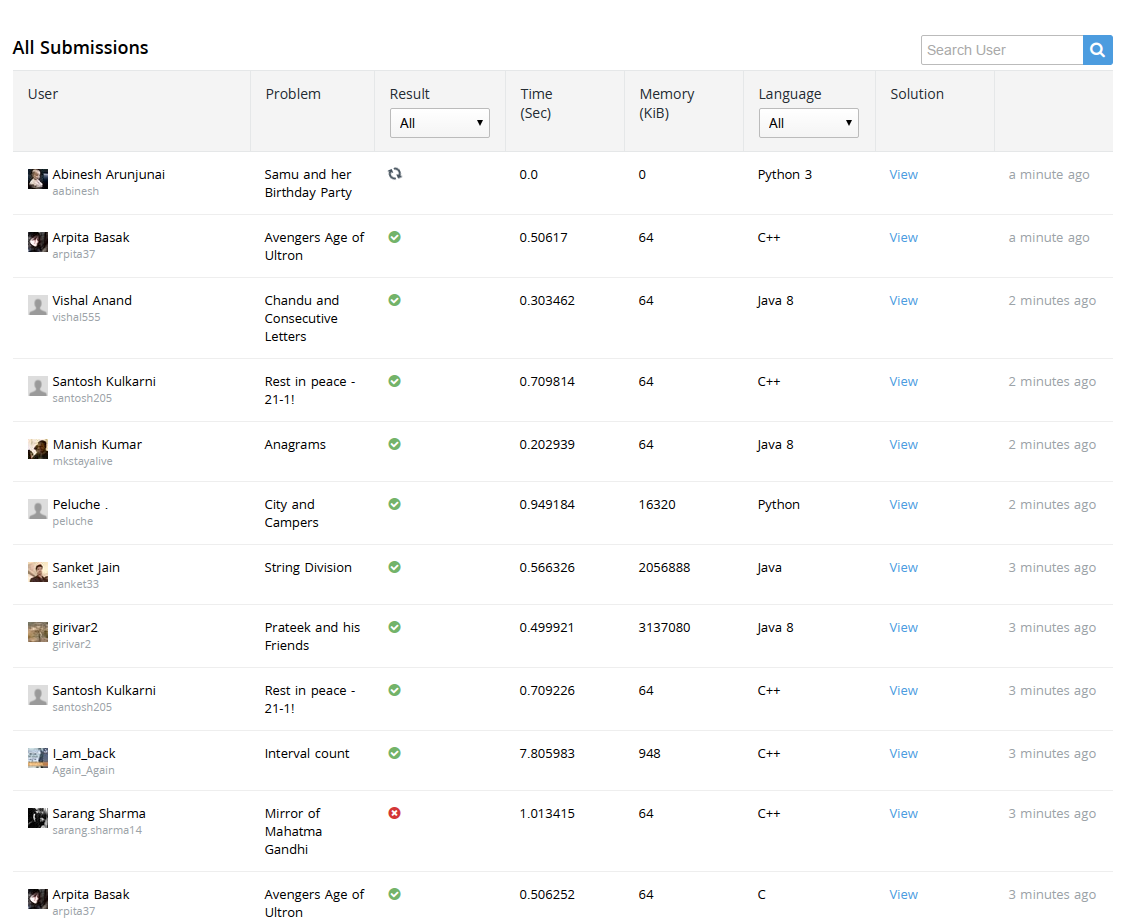 All Submissions
Search User
User Problem Result Time Memory Language Solution
(Sec) (KiB)
All All
Abinesh Arunjunai Samu and her 0.0 0 Python 3 View a minute ago
aabinesh Birthday Party
Arpita Basak Avengers Age of 0.50617 64 C++ View a minute ago
arpita37 Ultron
Vishal Anand Chandu and 0.303462 64 Java 8 View 2 minutes ago
vishal555 Consecutive
Letters
Santosh Kulkarni Rest in peace - 0.709814 64 C++ View 2 minutes ago
santosh205 21-1!
Manish Kumar Anagrams 0.202939 64 Java 8 View 2 minutes ago
mkstayalive
Peluche . City and 0.949184 16320 Python View 2 minutes ago
peluche Campers
Sanket Jain String Division 0.566326 2056888 Java View 3 minutes ago
sanket33
girivar2 Prateek and his 0.499921 3137080 Java 8 View 3 minutes ago
girivar2 Friends
Santosh Kulkarni Rest in peace - 0.709226 64 C++ View 3 minutes ago
santosh205 21-1!
I_am_back Interval count 7.805983 948 C++ View 3 minutes ago
Again_Again
Sarang Sharma Mirror of 1.013415 64 C++ View 3 minutes ago
sarang.sharma14 Mahatma
Gandhi
Arpita Basak Avengers Age of 0.506252 64 C View 3 minutes ago
arpita37 Ultron